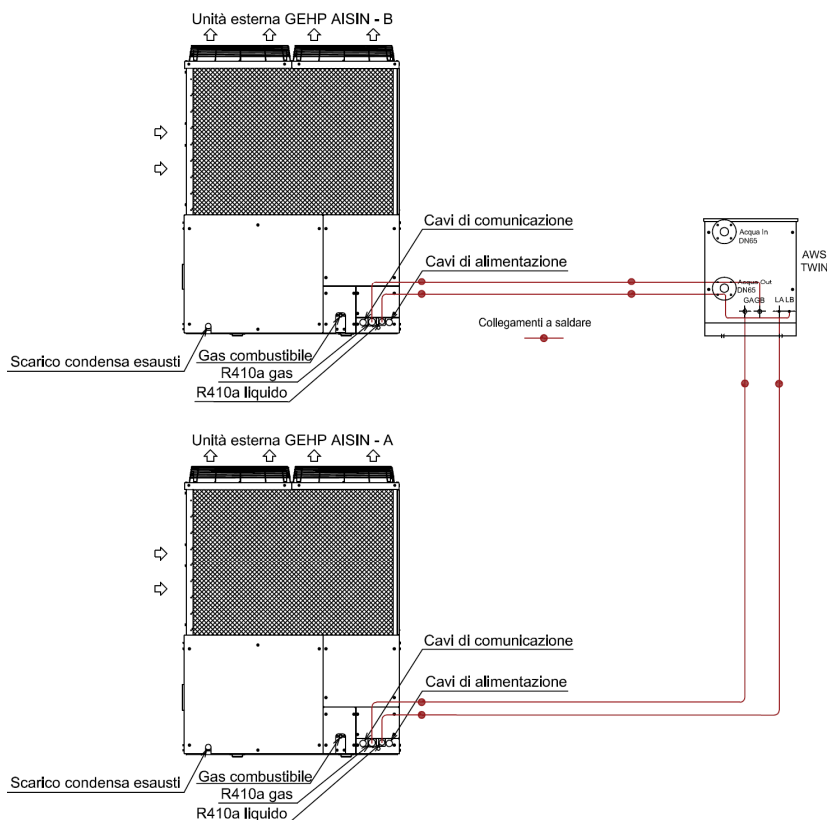 Unità esterna GEHP AISIN - B
Cavi di comunicazione
Cavi di alimentazione
Acqua In
DN65
AWS
TWIN
Acqua Out
DN65
GAGB
LA LB
Collegamenti a saldare
Scarico condensa esausti
Gas combustibile
R410a gas
R410a liquido
Unità esterna GEHP AISIN - A
Cavi di comunicazione
Cavi di alimentazione
Scarico condensa esausti
Gas combustibile
R410a gas
R410a liquido